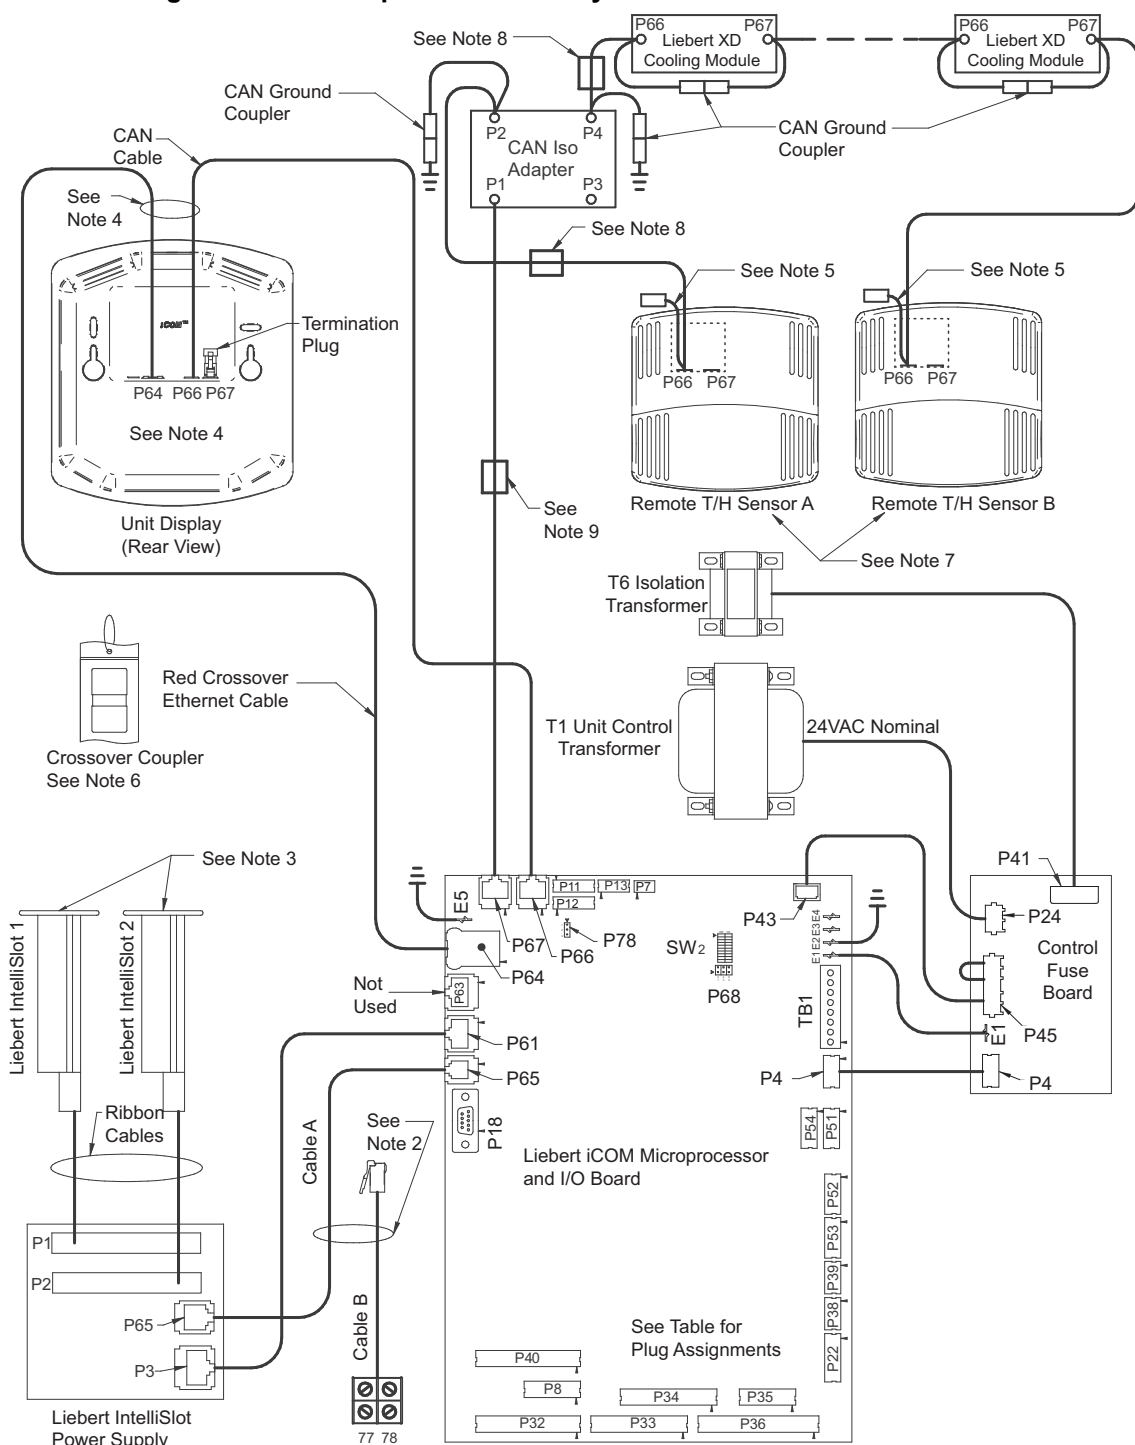 See Note 8
P66
P67
Liebert XD
Cooling Module
P66
P67
Liebert XD
Cooling Module
CAN Ground
Coupler
P2
P4
CAN Iso
Adapter
P1
P3
CAN Ground
Coupler
CAN
Cable
See
Note 4
See Note 8
See Note 5
See Note 5
iCOM™
Termination
Plug
P64
P66
P67
See Note 4
Unit Display
(Rear View)
P66
P67
P66
P67
Remote T/H Sensor A
Remote T/H Sensor B
See Note 7
See
Note 9
T6 Isolation
Transformer
Red Crossover
Ethernet Cable
T1 Unit Control
Transformer
24VAC Nominal
Crossover Coupler
See Note 6
See Note 3
Liebert IntelliSlot 1
Liebert IntelliSlot 2
E5
P11
P13
P7
P12
P67
P66
P78
P64
SW2
P68
P43
E4
E3
E2
E1
TB1
P41
P24
Control
Fuse
Board
P45
E1
P4
P4
Not
Used
P63
P61
P65
P18
Ribbon
Cables
Cable A
See
Note 2
Liebert iCOM Microprocessor
and I/O Board
P54
P51
P52
P53
P39
P38
P22
P1
P2
P65
P3
Liebert IntelliSlot
Power Supply
Cable B
77 78
See Table for
Plug Assignments
P40
P8
P34
P35
P32
P33
P36